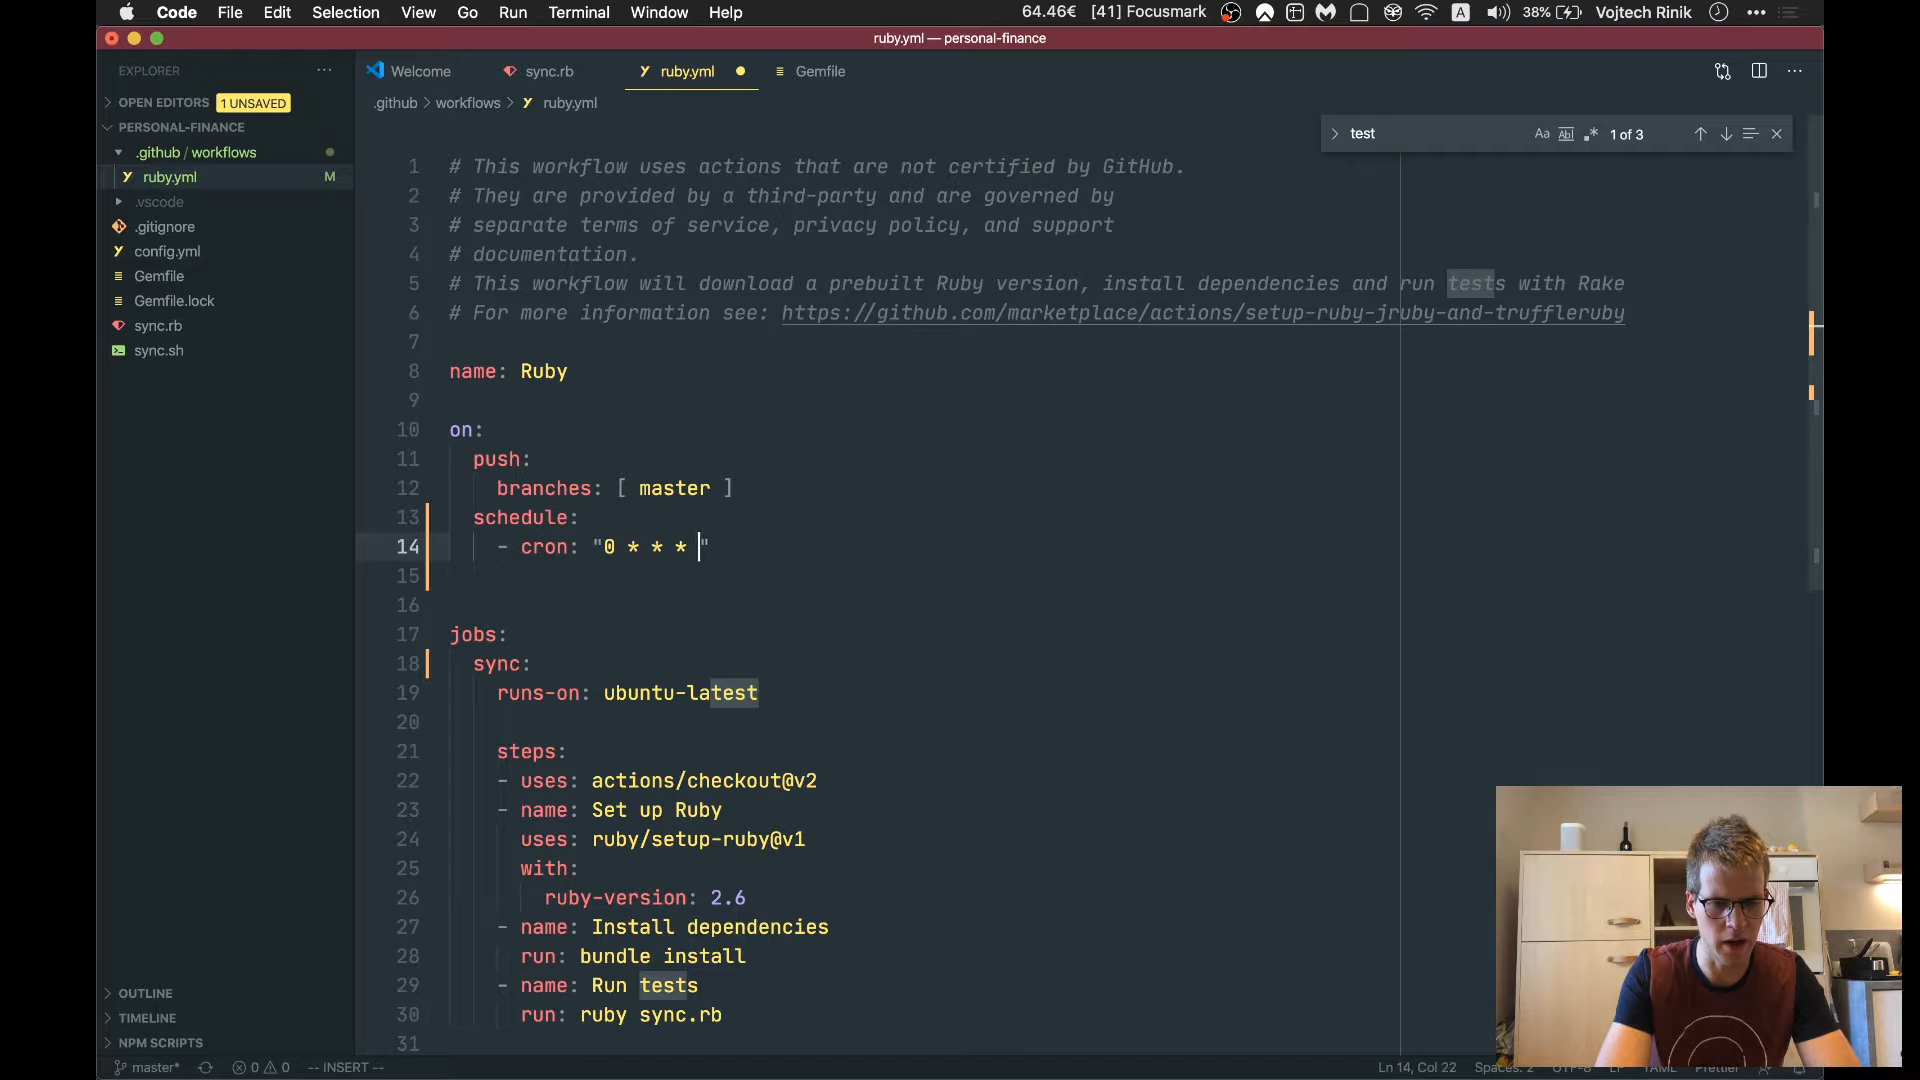 Code File Edit Selection View Go Run Terminal Window Help 64.46€ [41] Focusmark A 38% Vojtech Rinik
ruby.yml — personal-finance
EXPLORER
Welcome sync.rb ruby.yml Gemfile
OPEN EDITORS 1 UNSAVED
.github workflows ruby.yml
PERSONAL-FINANCE
.github / workflows
ruby.yml M
.vscode
.gitignore
config.yml
Gemfile
Gemfile.lock
sync.rb
sync.sh
OUTLINE
TIMELINE
NPM SCRIPTS
test Aa Abl .* 1 of 3
1 # This workflow uses actions that are not certified by GitHub.
2 # They are provided by a third-party and are governed by
3 # separate terms of service, privacy policy, and support
4 # documentation.
5 # This workflow will download a prebuilt Ruby version, install dependencies and run tests with Rake
6 # For more information see: https://github.com/marketplace/actions/setup-ruby-jruby-and-truffleruby
7
8 name: Ruby
9
10 on:
11 push:
12 branches: [ master ]
13 schedule:
14 - cron: "0 * * * "
15
16
17 jobs:
18 sync:
19 runs-on: ubuntu-latest
20
21 steps:
22 - uses: actions/checkout@v2
23 - name: Set up Ruby
24 uses: ruby/setup-ruby@v1
25 with:
26 ruby-version: 2.6
27 - name: Install dependencies
28 run: bundle install
29 - name: Run tests
30 run: ruby sync.rb
31
master* 0 0 -- INSERT -- Ln 14, Col 22 Spaces: 2 UTF-8 LF YAML Prettier